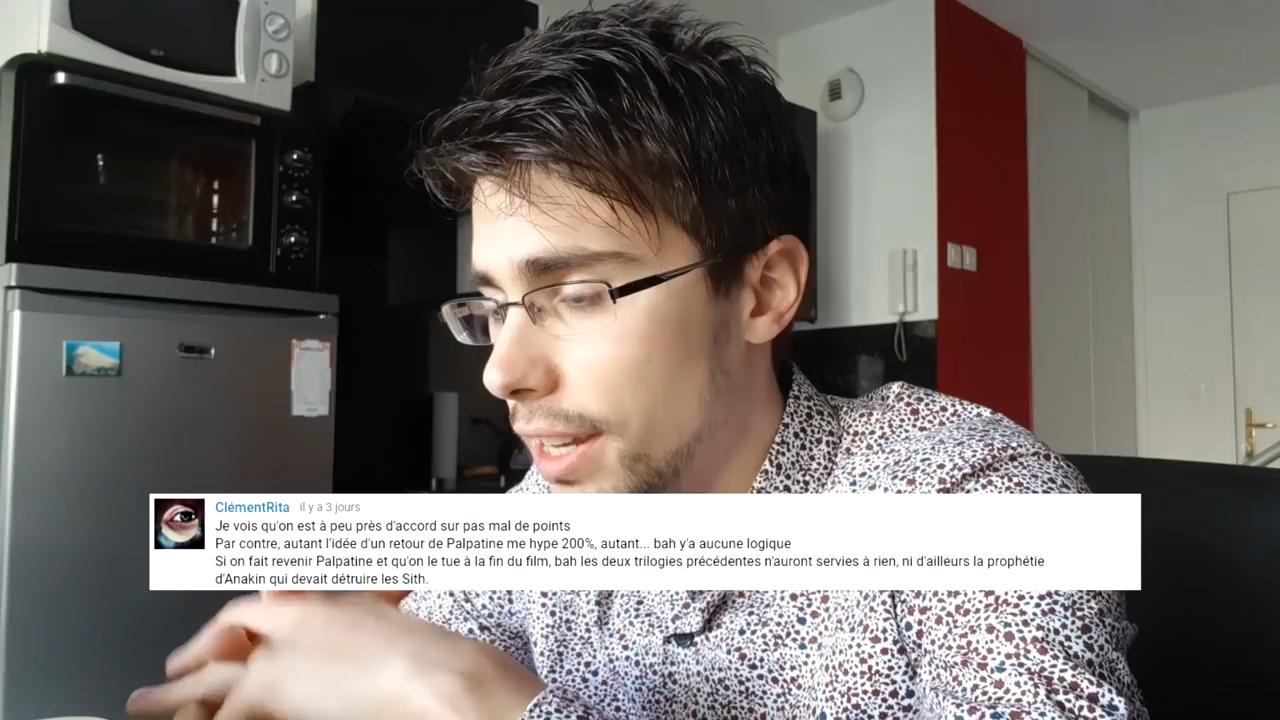 ClémentRita il y a 3 jours
Je vois qu'on est à peu près d'accord sur pas mal de points
Par contre, autant l'idée d'un retour de Palpatine me hype 200%, autant... bah y'a aucune logique
Si on fait revenir Palpatine et qu'on le tue à la fin du film, bah les deux trilogies précédentes n'auront servies à rien, ni d'ailleurs la prophétie
d'Anakin qui devait détruire les Sith.